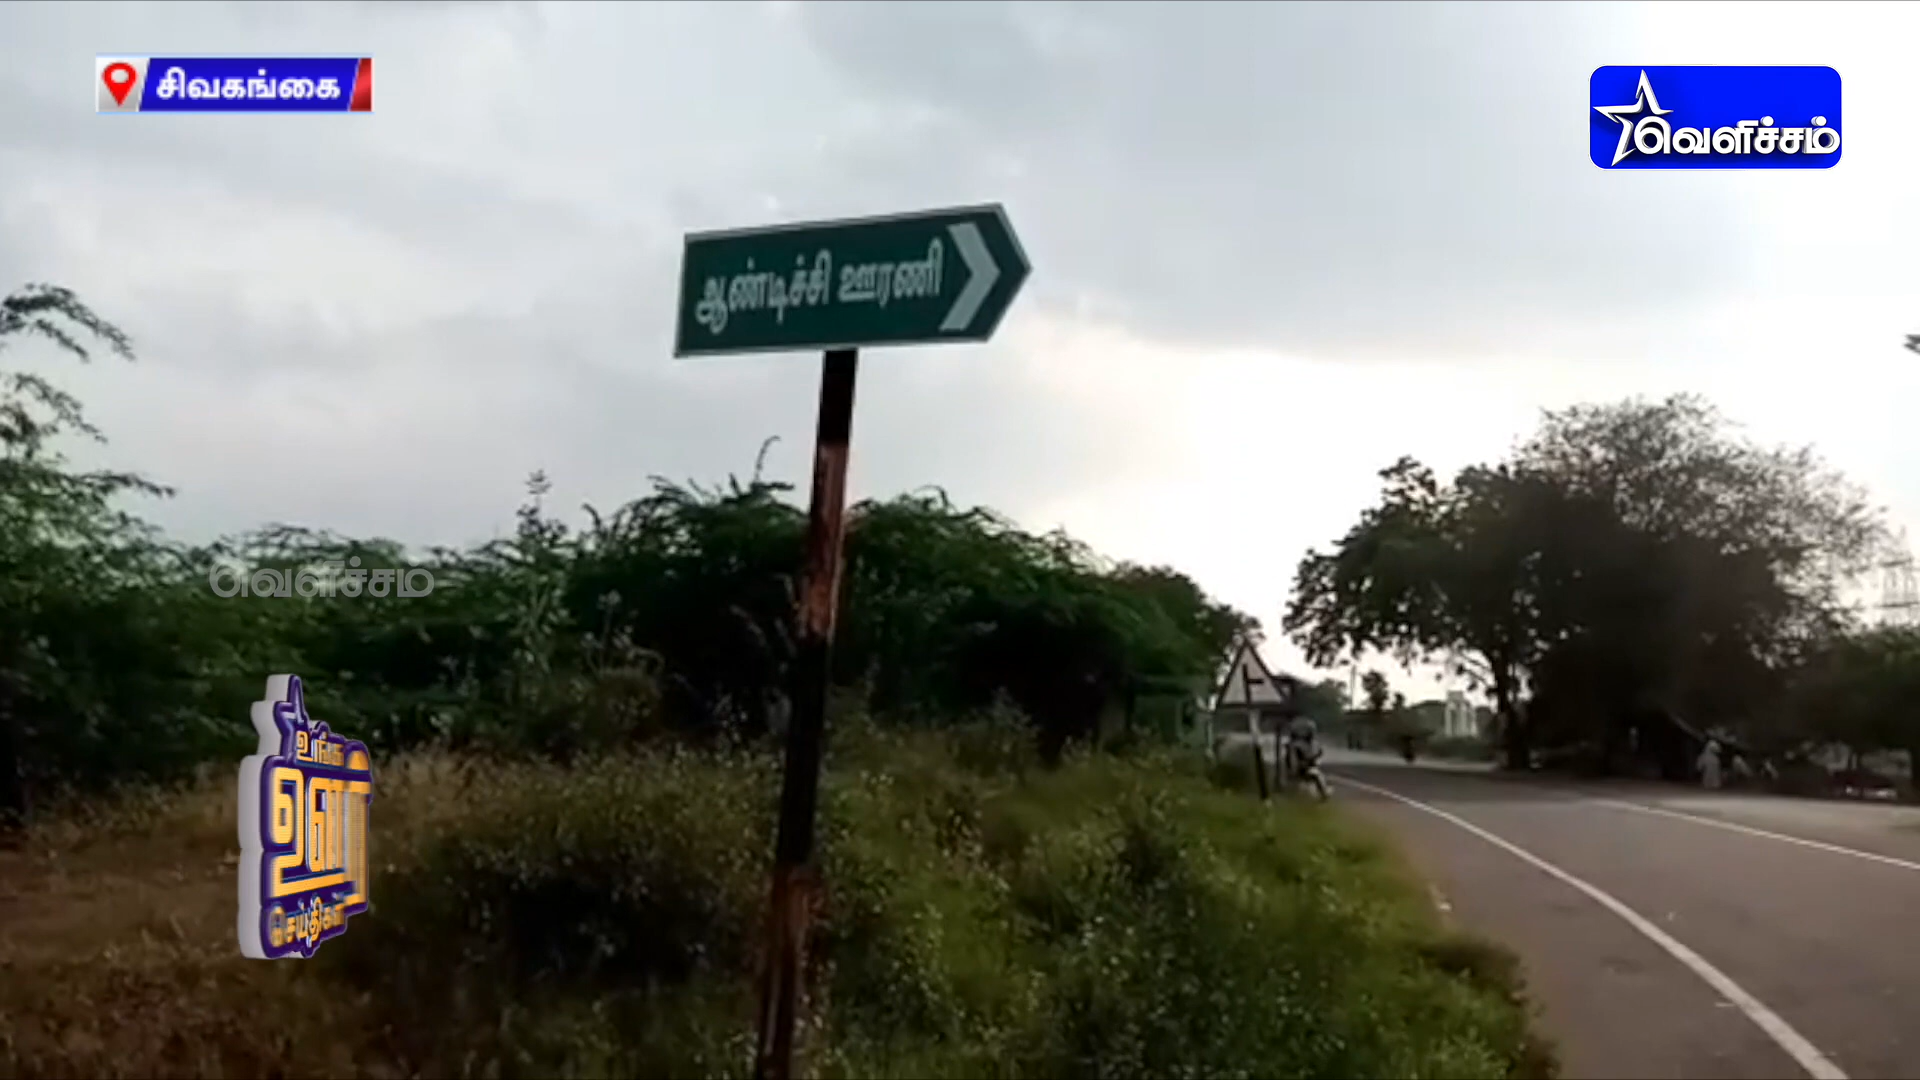 சிவகங்கை
வெளிச்சம்
ஆண்டிச்சி ஊரணி
வெளிச்சம்
உங்க
ஊர்
செய்திகள்